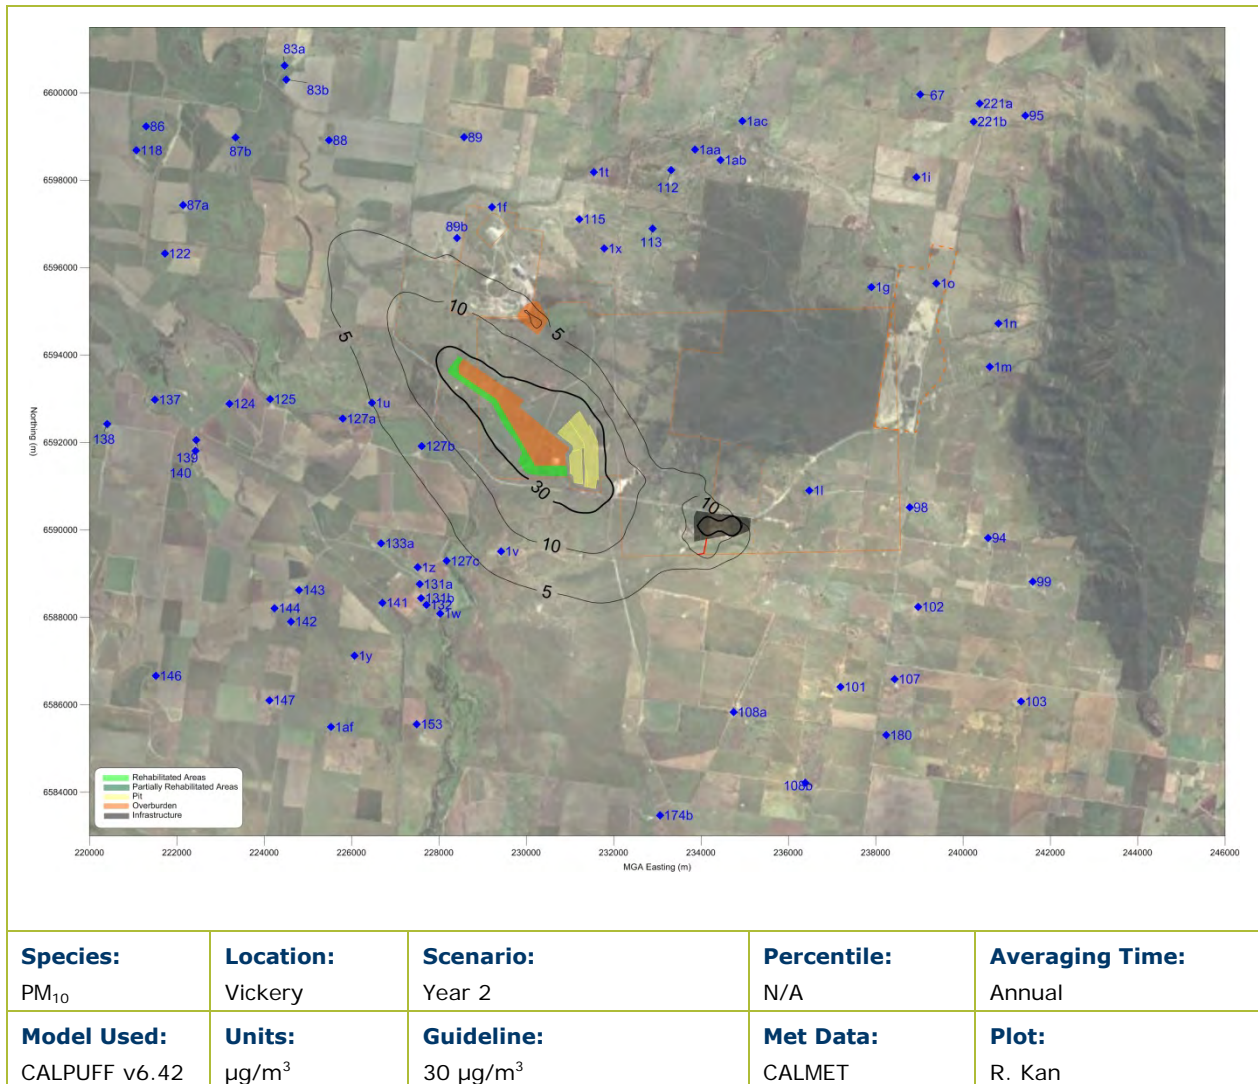 83a
83b
6600000
67
221a
221b
95
86
118
87b
88
89
1ac
1aa
1ab
1t
112
1i
6598000
87a
1f
115
89b
113
1x
122
6596000
1g
1o
10
5
5
1n
6594000
1m
137
124
125
1u
127a
138
6592000
127b
139
140
30
1l
10
98
6590000
10
94
133a
1v
127c
1z
131a
5
99
143
131b
141
132
144
1w
102
6588000
142
1y
146
107
101
147
103
6586000
108a
1af
153
180
108b
6584000
174b
Northing (m)
Rehabilitated Areas
Partially Rehabilitated Areas
Pit
Overburden
Infrastructure
220000 222000 224000 226000 228000 230000 232000 234000 236000 238000 240000 242000 244000 246000
MGA Easting (m)
Species: Location: Scenario: Percentile: Averaging Time:
PM10 Vickery Year 2 N/A Annual
Model Used: Units: Guideline: Met Data: Plot:
CALPUFF v6.42 µg/m³ 30 µg/m³ CALMET R. Kan